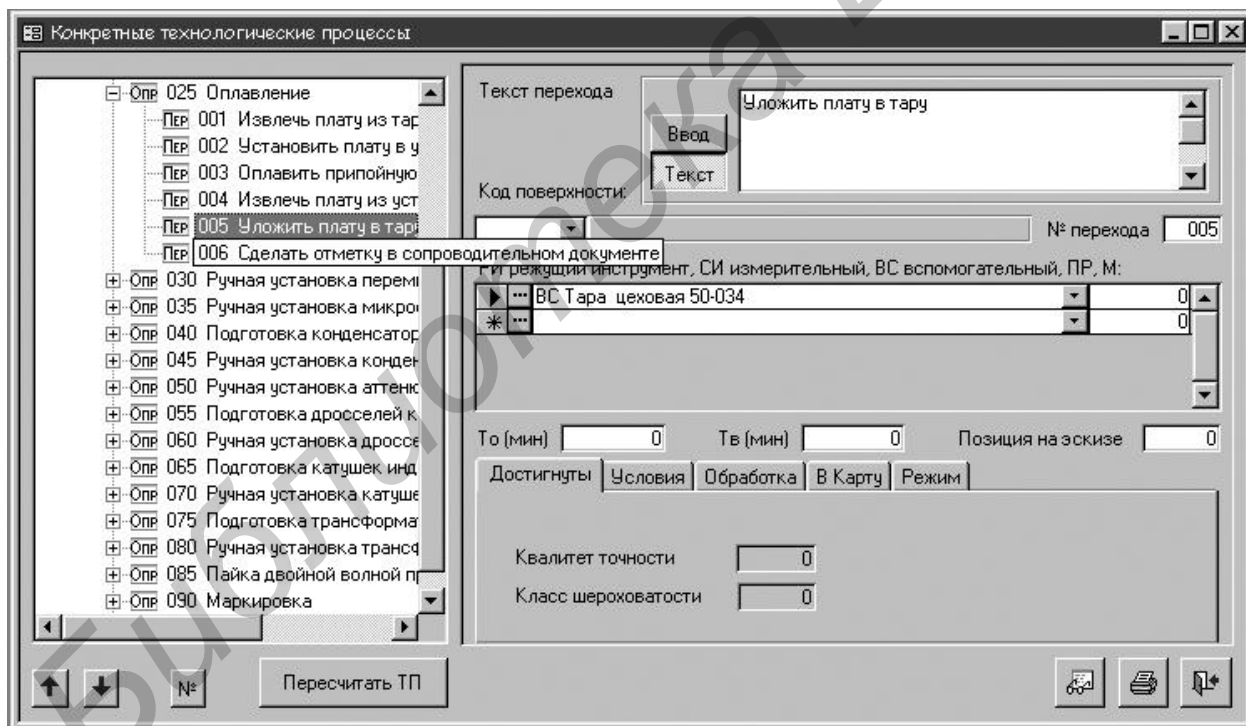 Конкретные технологические процессы
Опр 025 Оплавление
Пер 001 Извлечь плату из тар
Пер 002 Установить плату в у
Пер 003 Оплавить припойную
Пер 004 Извлечь плату из уст
Пер 005 Уложить плату в тар
Пер 006 Сделать отметку в сопроводительном документе
Опр 030 Ручная установка перем
Опр 035 Ручная установка микро
Опр 040 Подготовка конденсатор
Опр 045 Ручная установка конден
Опр 050 Ручная установка аттеню
Опр 055 Подготовка дросселей к
Опр 060 Ручная установка дроссе
Опр 065 Подготовка катушек инд
Опр 070 Ручная установка катуше
Опр 075 Подготовка трансформа
Опр 080 Ручная установка трансф
Опр 085 Пайка двойной волной п
Опр 090 Маркировка
№
Пересчитать ТП
Текст перехода
Ввод
Текст
Уложить плату в тару
Код поверхности:
№ перехода 005
РИ режущий инструмент, СИ измерительный, ВС вспомогательный, ПР, М:
ВС Тара цеховая 50-034 0
0
То (мин) 0 Тв (мин) 0 Позиция на эскизе 0
Достигнуты Условия Обработка В Карту Режим
Квалитет точности 0
Класс шероховатости 0
Библиотека